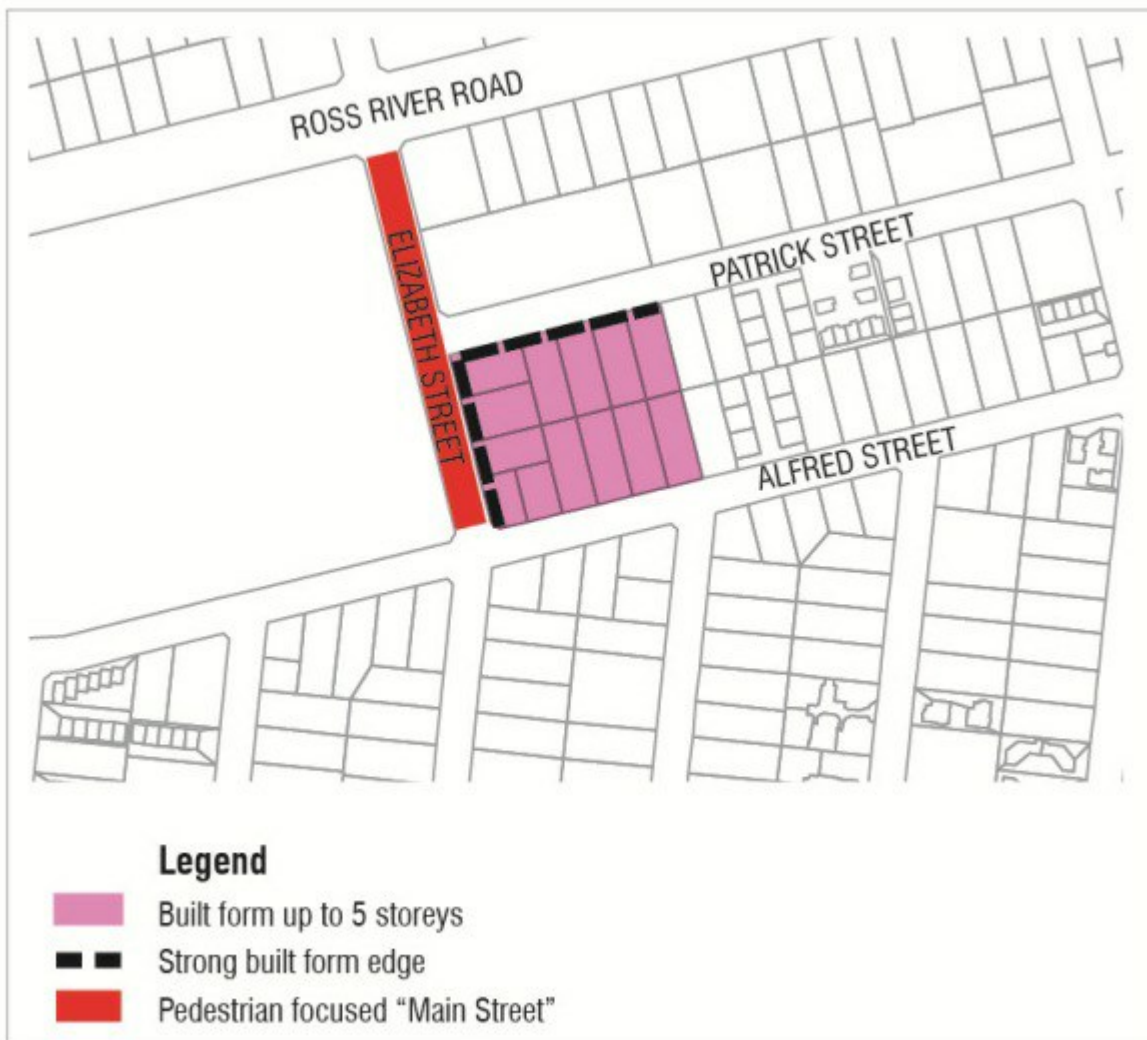 ROSS RIVER ROAD
ELIZABETH STREET
PATRICK STREET
ALFRED STREET
Legend
Built form up to 5 storeys
Strong built form edge
Pedestrian focused “Main Street”